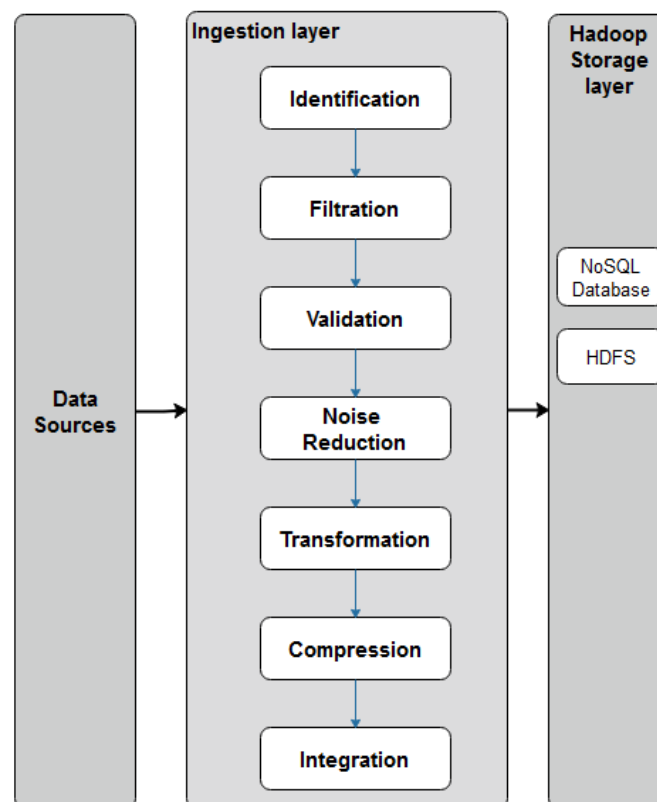 Data
Sources
Ingestion layer
Identification
Filtration
Validation
Noise
Reduction
Transformation
Compression
Integration
Hadoop
Storage
layer
NoSQL
Database
HDFS